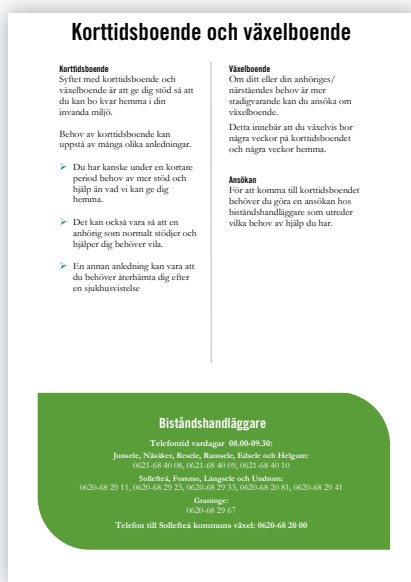 Korttidsboende och växelboende
Korttidsboende
Syftet med korttidsboende och
växelboende är att ge dig stöd så att
du kan bo kvar hemma i din
invanda miljö.
Behov av korttidsboende kan
uppstå av många olika anledningar.
➢ Du har kanske under en kortare
period behov av mer stöd och
hjälp än vad vi kan ge dig
hemma.
➢ Det kan också vara så att en
anhörig som normalt stödjer och
hjälper dig behöver vila.
➢ En annan anledning kan vara att
du behöver återhämta dig efter
en sjukhusvistelse
Växelboende
Om ditt eller din anhöriges/
närståendes behov är mer
stadigvarande kan du ansöka om
växelboende.
Detta innebär att du växelvis bor
några veckor på korttidsboendet
och några veckor hemma.
Ansökan
För att komma till korttidsboendet
behöver du göra en ansökan hos
biståndshandläggare som utreder
vilka behov av hjälp du har.
Biståndshandläggare
Telefontid vardagar 08.00-09.30:
Junsele, Näsåker, Resele, Ramsele, Edsele och Helgum:
0621-68 40 08, 0621-68 40 09, 0621-68 40 10
Sollefteå, Forsmo, Långsele och Undrom:
0620-68 29 11, 0620-68 29 25, 0620-68 29 33, 0620-68 20 81, 0620-68 29 41
Graninge:
0620-68 29 67
Telefon till Sollefteå kommuns växel: 0620-68 20 00